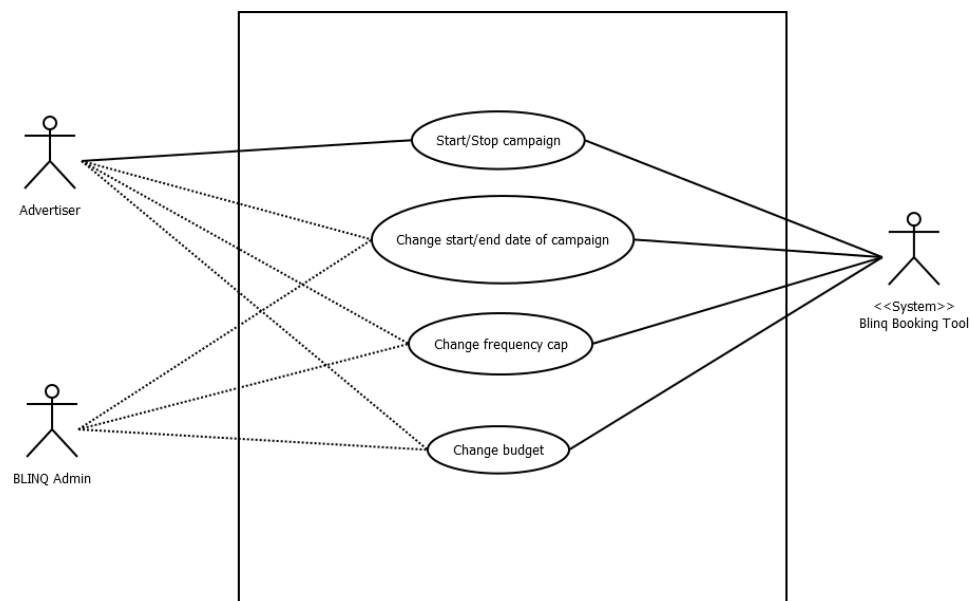 Start/Stop campaign
Advertiser
Change start/end date of campaign
<<System>>
Blinq Booking Tool
Change frequency cap
Change budget
BLINQ Admin